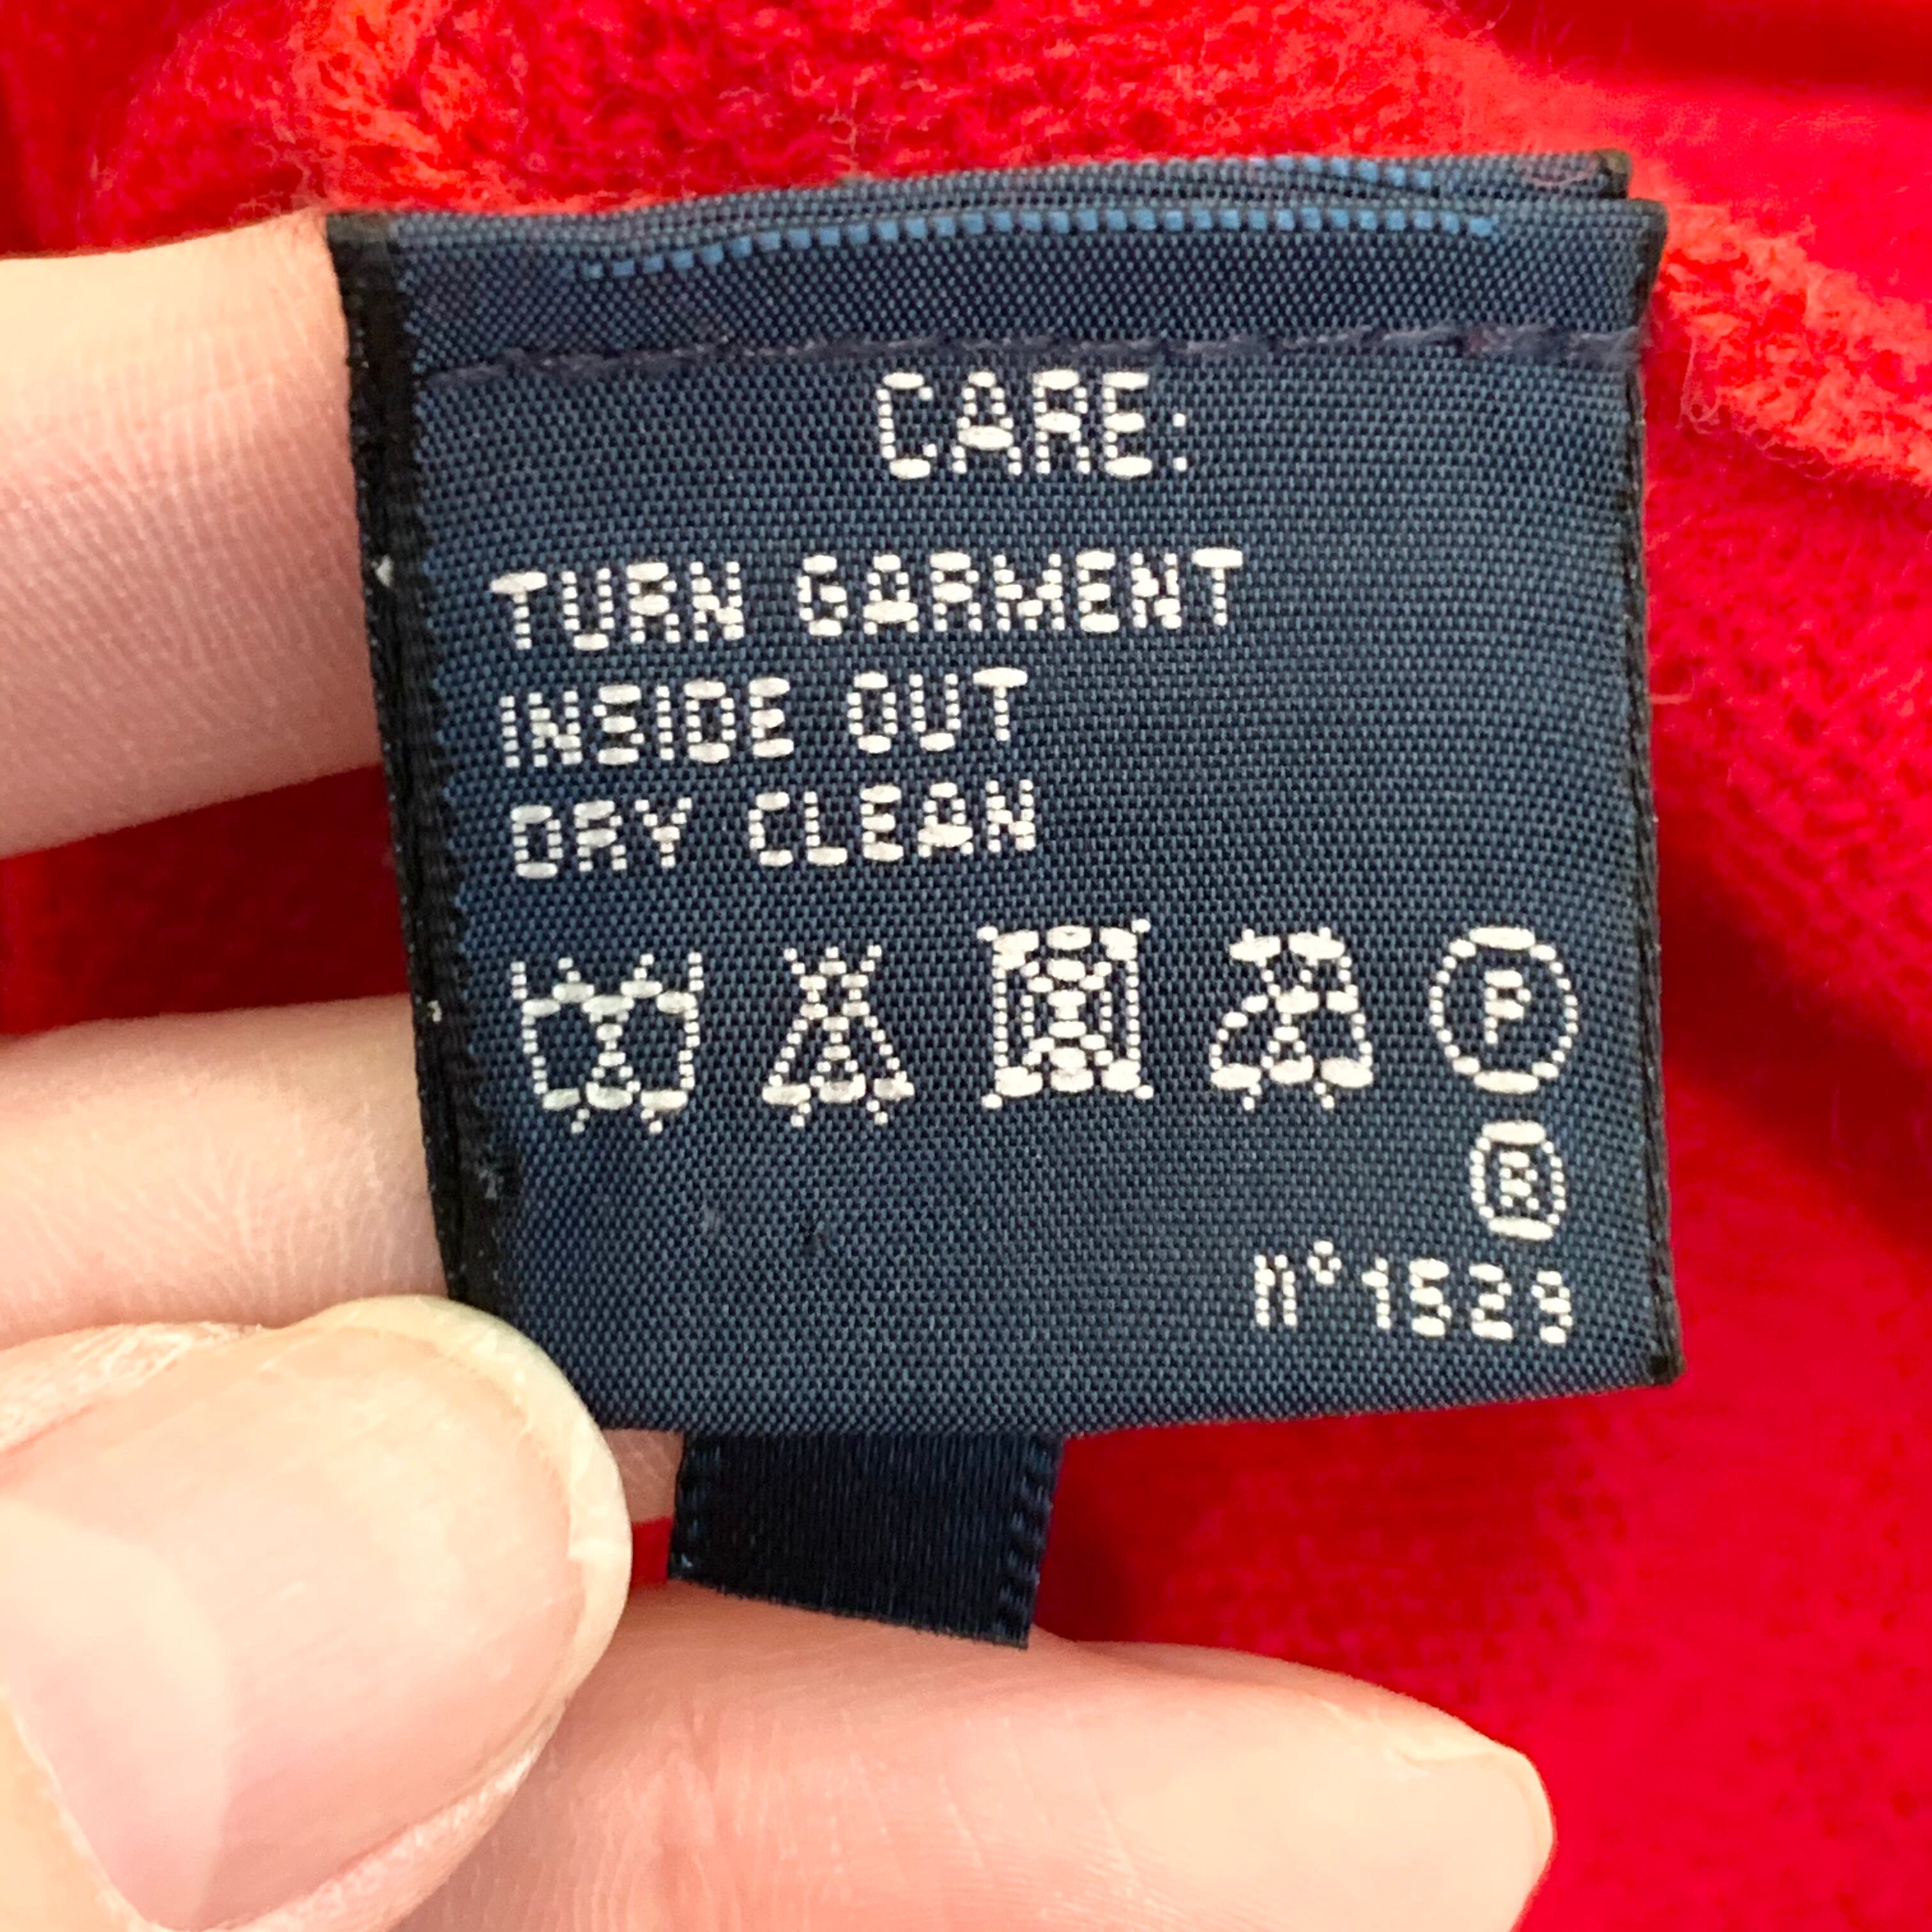 CARE:
TURN GARMENT
INSIDE OUT
DRY CLEAN
P
®
n°1529